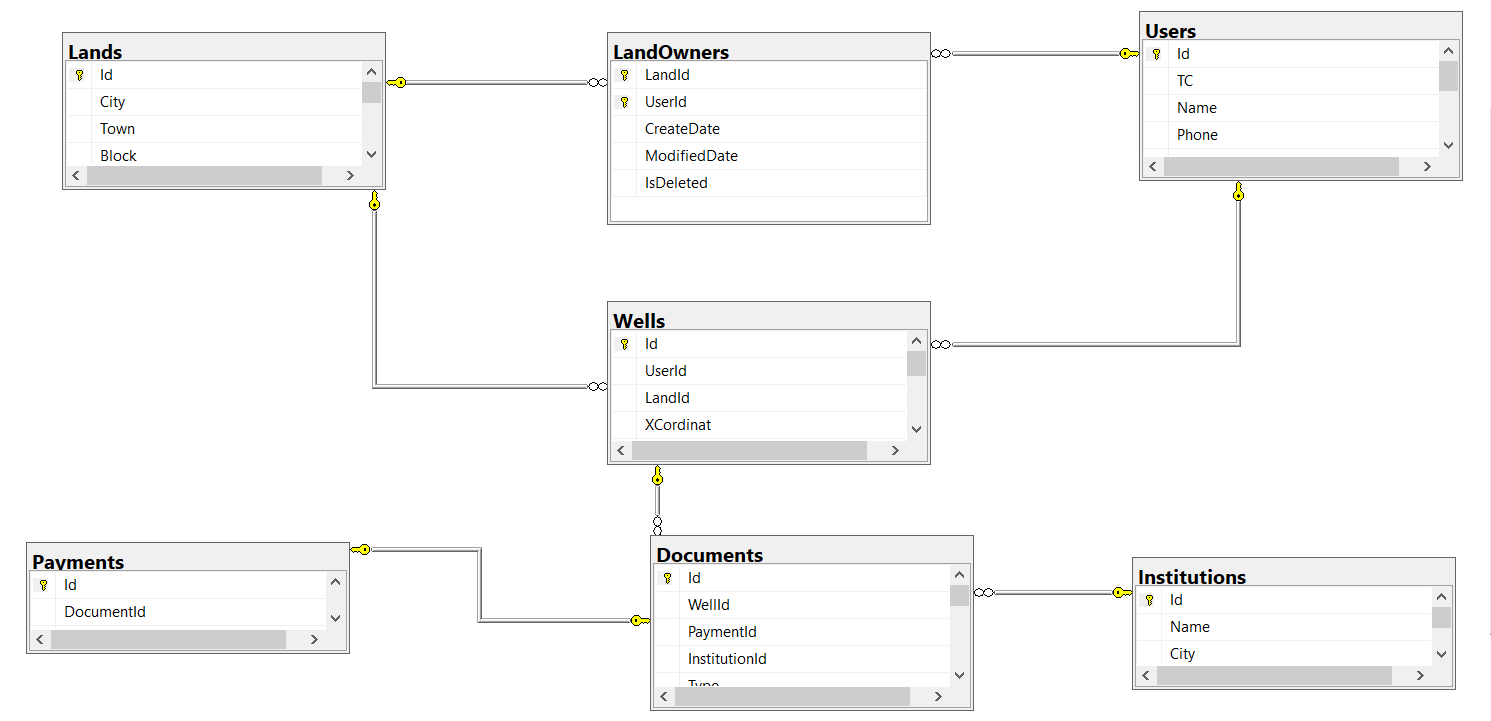 Lands
Id
City
Town
Block
LandOwners
LandId
UserId
CreateDate
ModifiedDate
IsDeleted
Users
Id
TC
Name
Phone
Wells
Id
UserId
LandId
XCordinat
Payments
Id
DocumentId
Documents
Id
WellId
PaymentId
InstitutionId
Type
Institutions
Id
Name
City